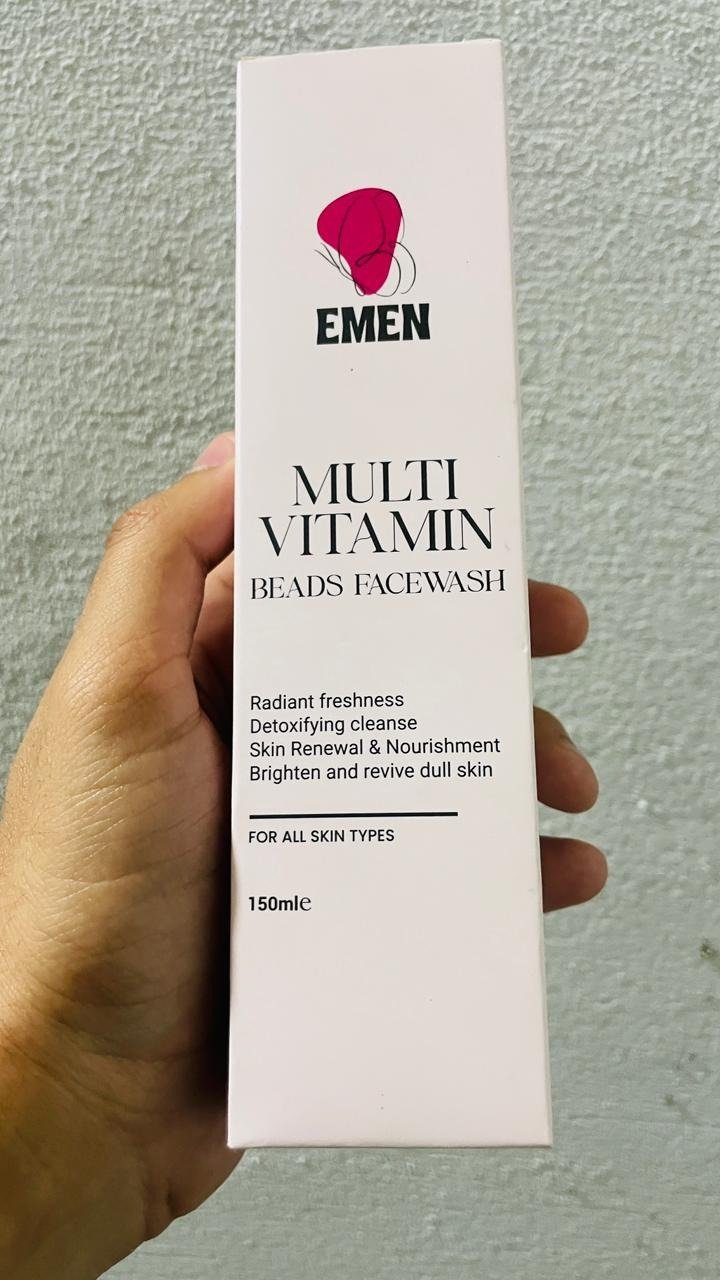 EMEN
MULTI
VITAMIN
BEADS FACEWASH
Radiant freshness
Detoxifying cleanse
Skin Renewal & Nourishment
Brighten and revive dull skin
FOR ALL SKIN TYPES
150ml℮